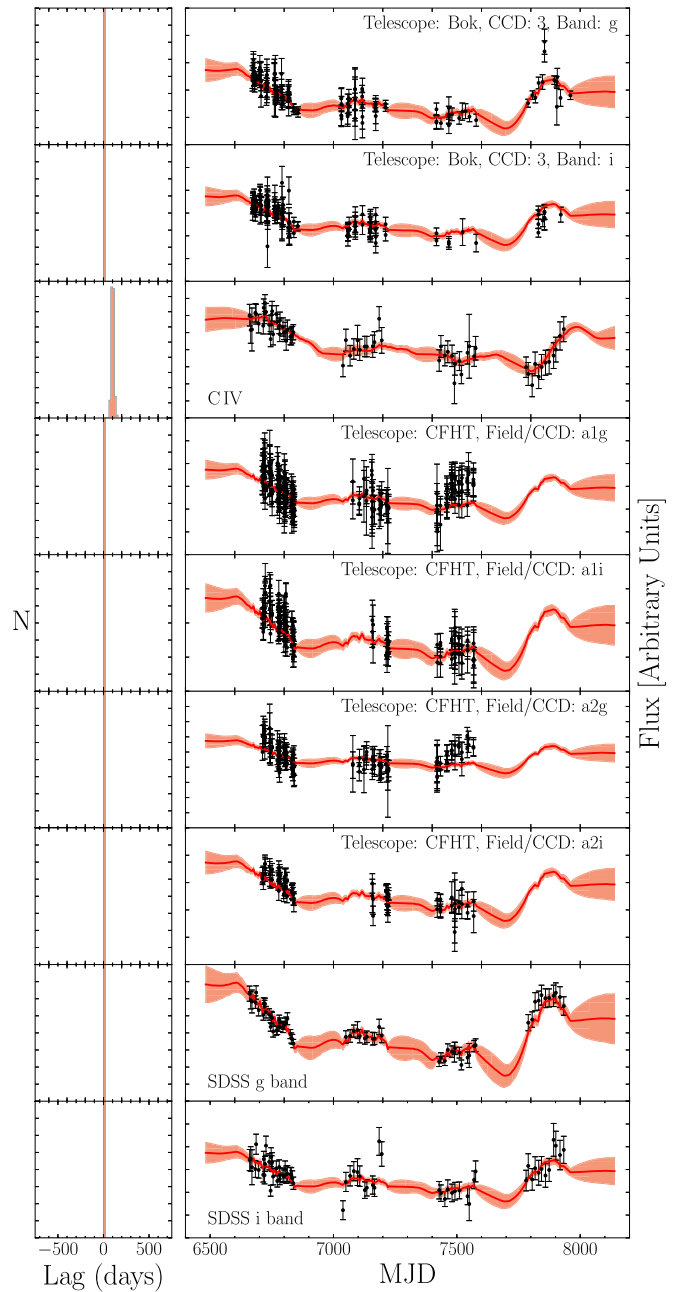 Telescope: Bok, CCD: 3, Band: g
Telescope: Bok, CCD: 3, Band: i
C IV
Telescope: CFHT, Field/CCD: a1g
Telescope: CFHT, Field/CCD: a1i
Telescope: CFHT, Field/CCD: a2g
Telescope: CFHT, Field/CCD: a2i
SDSS g band
SDSS i band
N
Flux [Arbitrary Units]
−500 0 500
6500 7000 7500 8000
Lag (days)
MJD